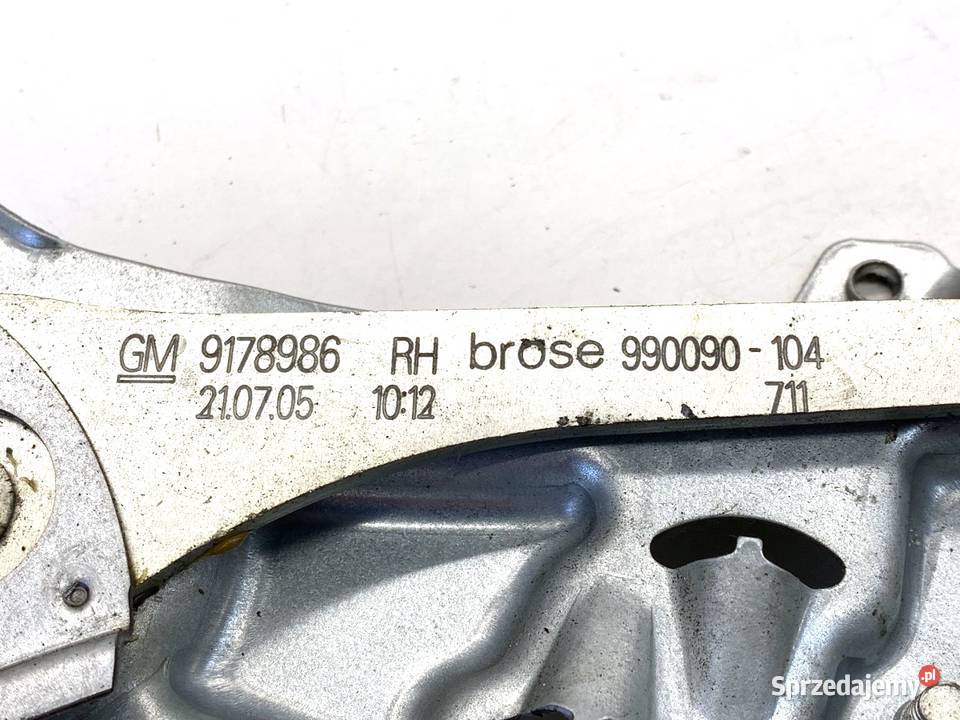 GM 9178986 RH brose 990090-104
21.07.05 10:12 711
Sprzedajemy.pl